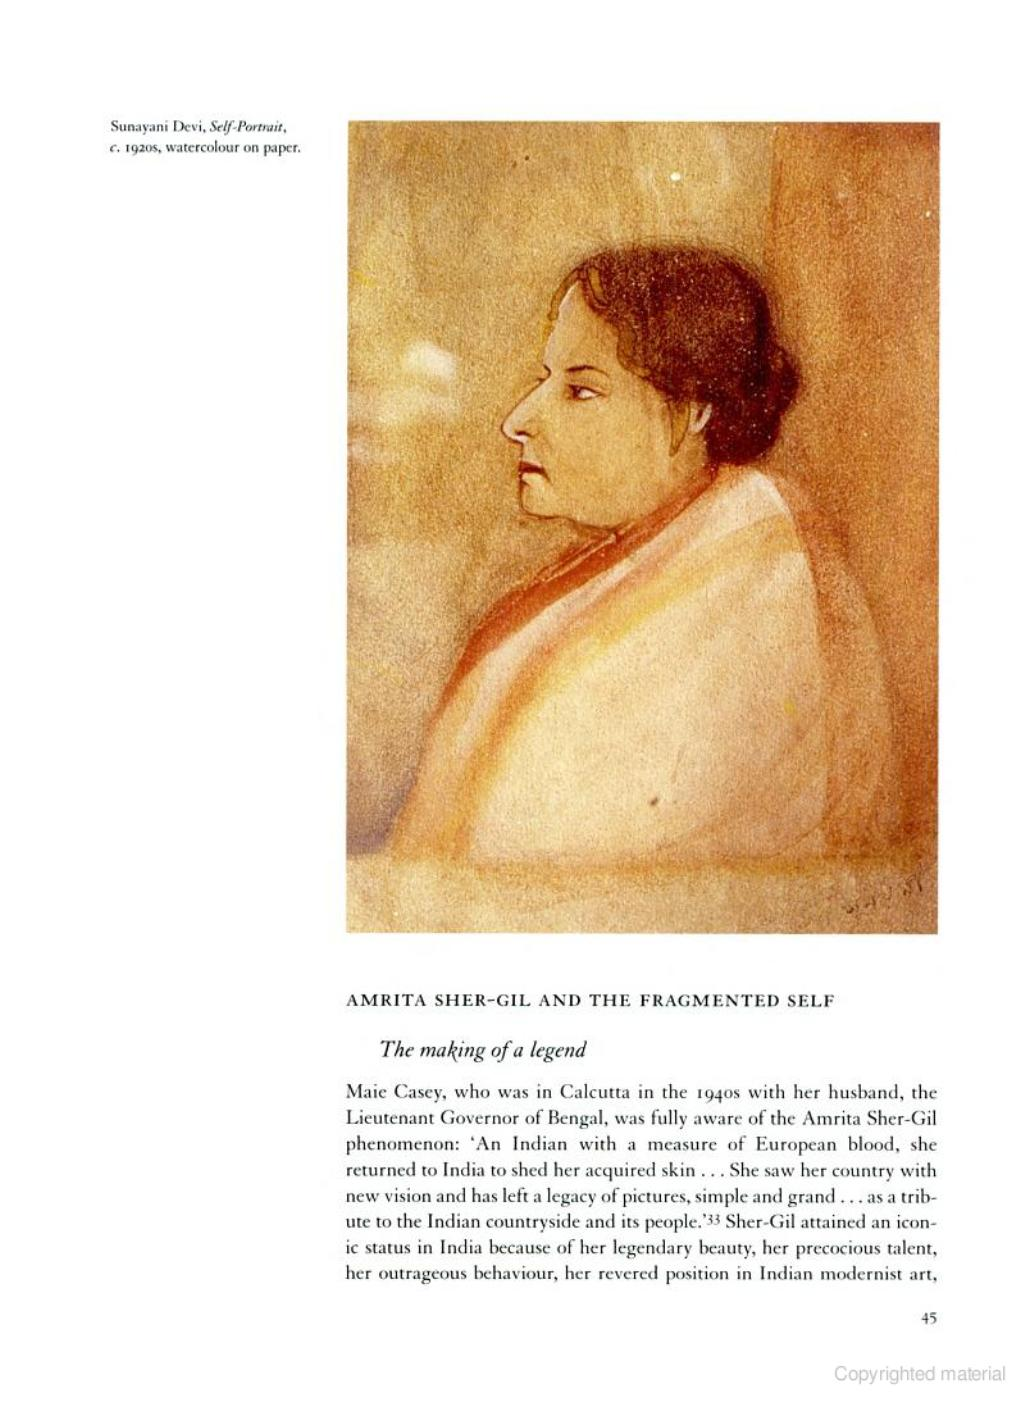 Sunayani Devi, Self-Portrait,
c. 1920s, watercolour on paper.
AMRITA SHER-GIL AND THE FRAGMENTED SELF
The making of a legend
Maie Casey, who was in Calcutta in the 1940s with her husband, the
Lieutenant Governor of Bengal, was fully aware of the Amrita Sher-Gil
phenomenon: ‘An Indian with a measure of European blood, she
returned to India to shed her acquired skin . . . She saw her country with
new vision and has left a legacy of pictures, simple and grand . . . as a trib-
ute to the Indian countryside and its people.’33 Sher-Gil attained an icon-
ic status in India because of her legendary beauty, her precocious talent,
her outrageous behaviour, her revered position in Indian modernist art,
45
Copyrighted material